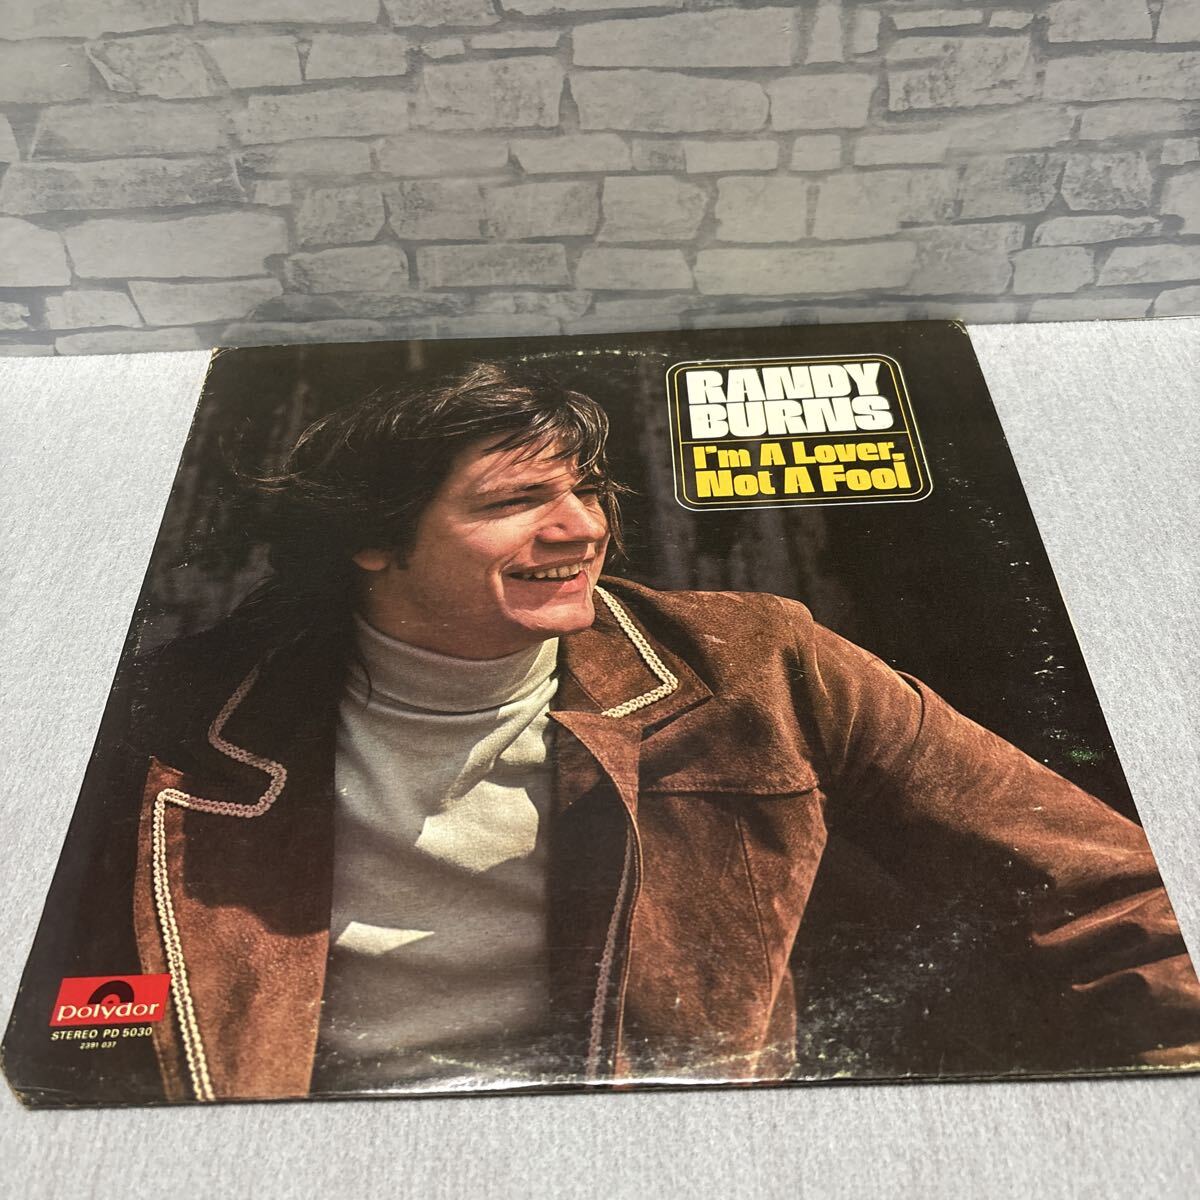 RANDY
BURNS
I'm A Lover.
Not A Fool
polydor
STEREO PD 5030
2391 037